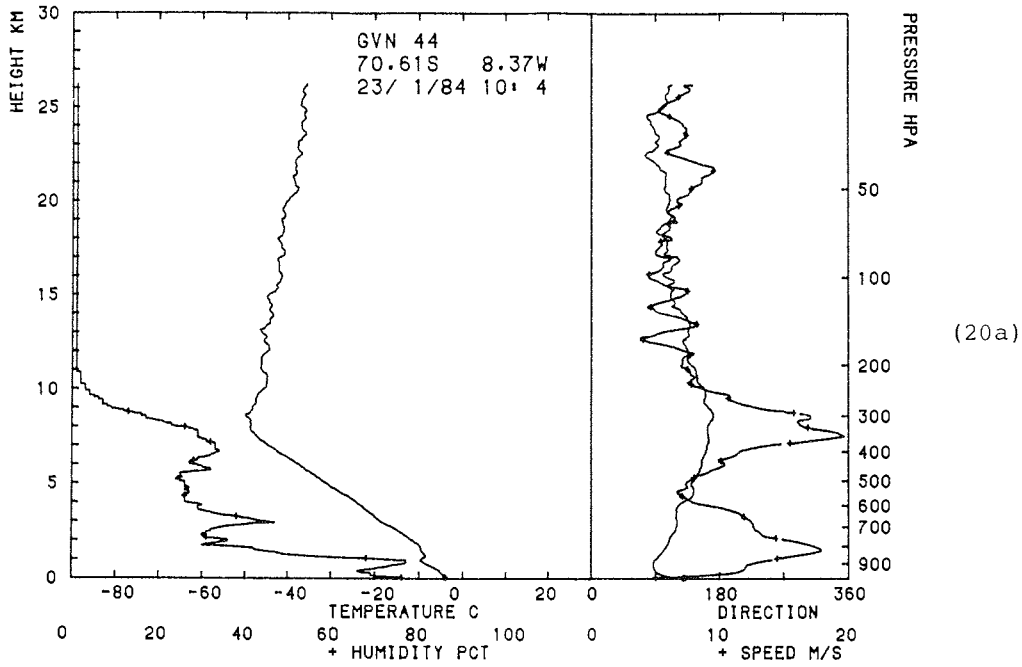 HEIGHT KM
30
25
20
15
10
5
0
GVN 44
70.61S 8.37W
23/ 1/84 10: 4
-80 -60 -40 -20 0 20
TEMPERATURE C
0 20 40 60 80 100
+ HUMIDITY PCT
0 180 360
DIRECTION
0 10 20
+ SPEED M/S
PRESSURE HPA
50
100
200
300
400
500
600
700
900
(20a)